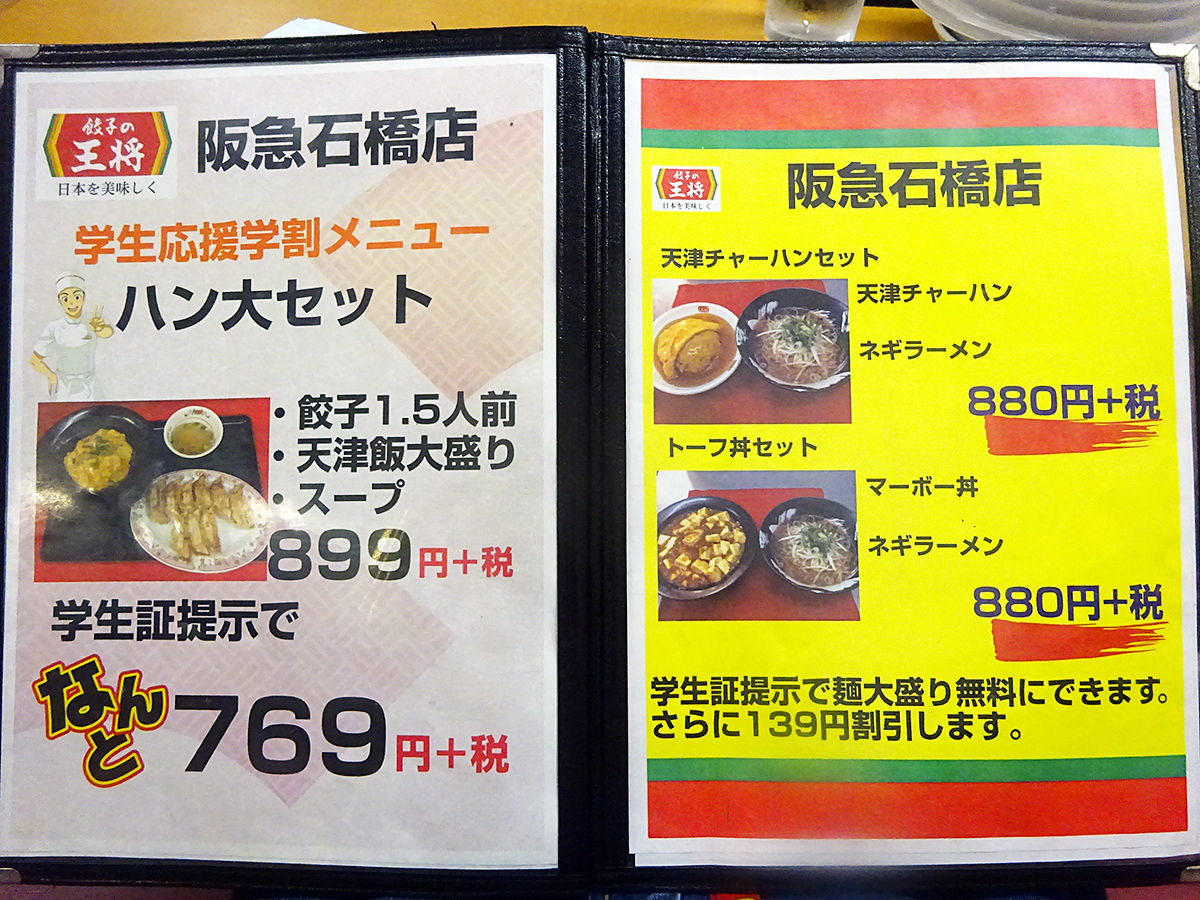 餃子の
王将
日本を美味しく
阪急石橋店
学生応援学割メニュー
ハン大セット
・餃子1.5人前
・天津飯大盛り
・スープ
899円+税
学生証提示で
なんと
769円+税
餃子の
王将
日本を美味しく
阪急石橋店
天津チャーハンセット
天津チャーハン
ネギラーメン
880円+税
トーフ丼セット
マーボー丼
ネギラーメン
880円+税
学生証提示で麺大盛り無料にできます。
さらに139円割引します。